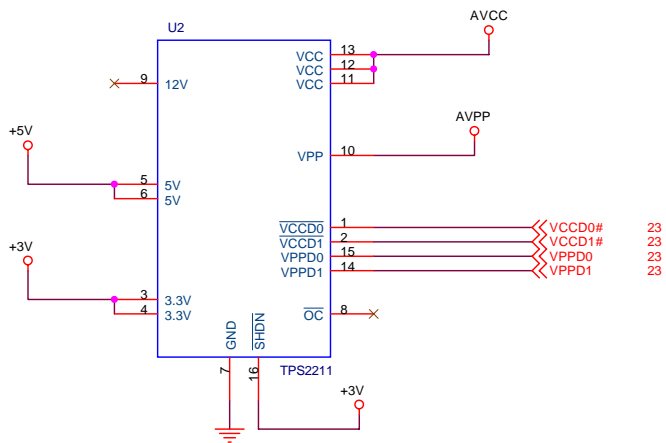 U2
AVCC
13
VCC
12
VCC
11
VCC
9
12V
+5V
AVPP
10
VPP
5
5V
6
5V
1
VCCD0
VCCD0# 23
2
VCCD1
VCCD1# 23
15
VPPD0
VPPD0 23
14
VPPD1
VPPD1 23
+3V
3
3.3V
4
3.3V
8
OC
GND
SHDN
7
16
TPS2211
+3V